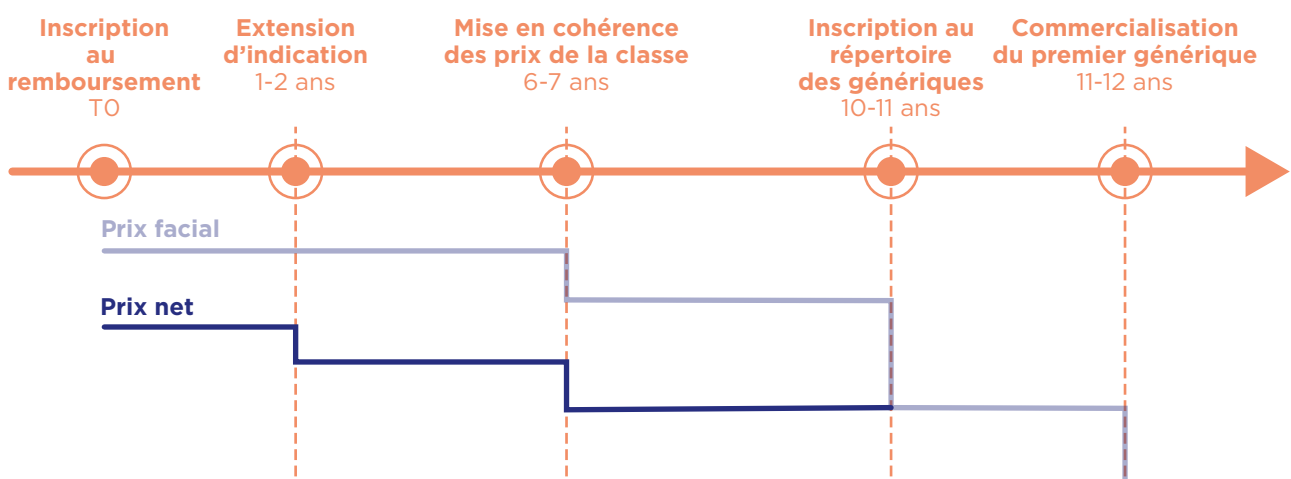 Inscription
au
remboursement
T0
Extension
d’indication
1-2 ans
Mise en cohérence
des prix de la classe
6-7 ans
Inscription au
répertoire
des génériques
10-11 ans
Commercialisation
du premier générique
11-12 ans
Prix facial
Prix net